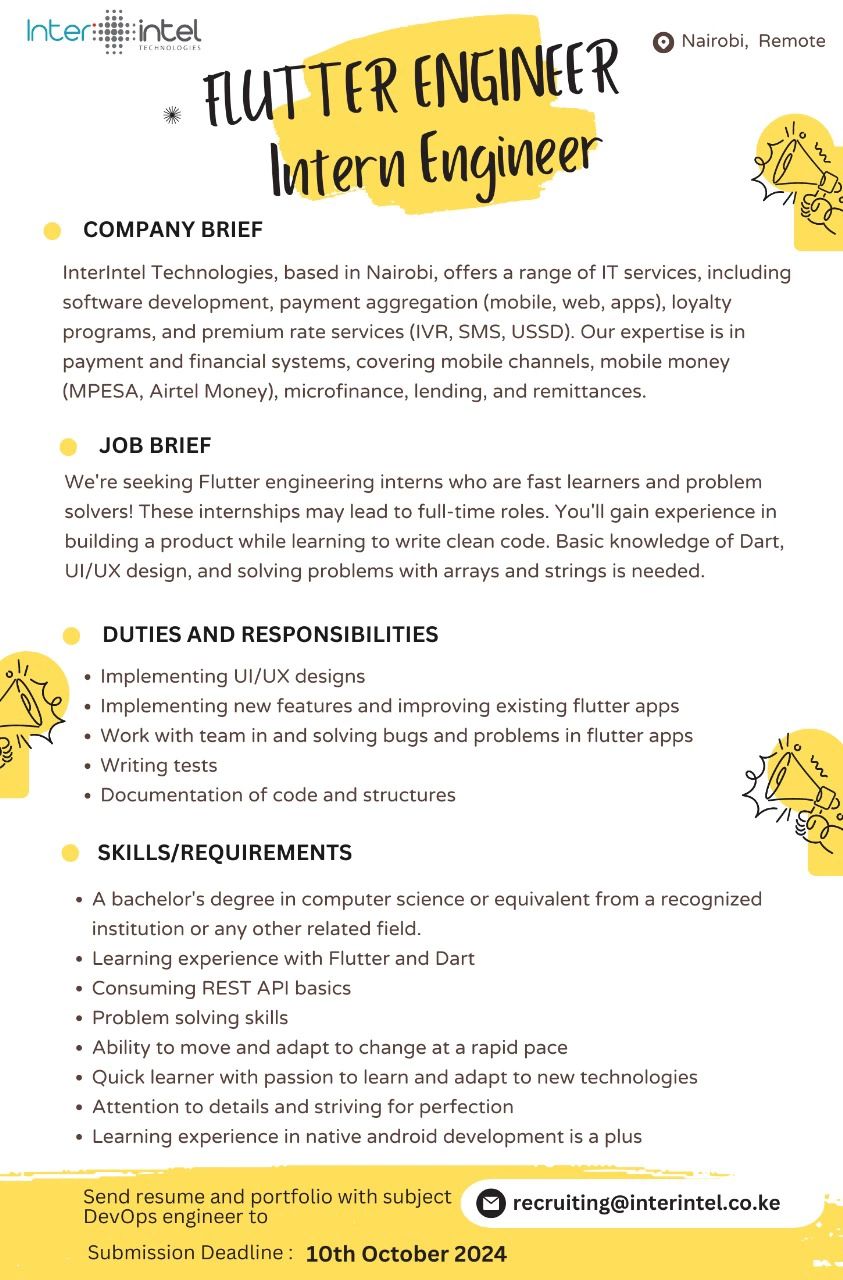 Inter intel
TECHNOLOGIES
Nairobi, Remote
FLUTTER ENGINEER
Intern Engineer
COMPANY BRIEF
InterIntel Technologies, based in Nairobi, offers a range of IT services, including
software development, payment aggregation (mobile, web, apps), loyalty
programs, and premium rate services (IVR, SMS, USSD). Our expertise is in
payment and financial systems, covering mobile channels, mobile money
(MPESA, Airtel Money), microfinance, lending, and remittances.
JOB BRIEF
We're seeking Flutter engineering interns who are fast learners and problem
solvers! These internships may lead to full-time roles. You'll gain experience in
building a product while learning to write clean code. Basic knowledge of Dart,
UI/UX design, and solving problems with arrays and strings is needed.
DUTIES AND RESPONSIBILITIES
• Implementing UI/UX designs
• Implementing new features and improving existing flutter apps
• Work with team in and solving bugs and problems in flutter apps
• Writing tests
• Documentation of code and structures
SKILLS/REQUIREMENTS
• A bachelor's degree in computer science or equivalent from a recognized
institution or any other related field.
• Learning experience with Flutter and Dart
• Consuming REST API basics
• Problem solving skills
• Ability to move and adapt to change at a rapid pace
• Quick learner with passion to learn and adapt to new technologies
• Attention to details and striving for perfection
• Learning experience in native android development is a plus
Send resume and portfolio with subject
DevOps engineer to
recruiting@interintel.co.ke
Submission Deadline : 10th October 2024